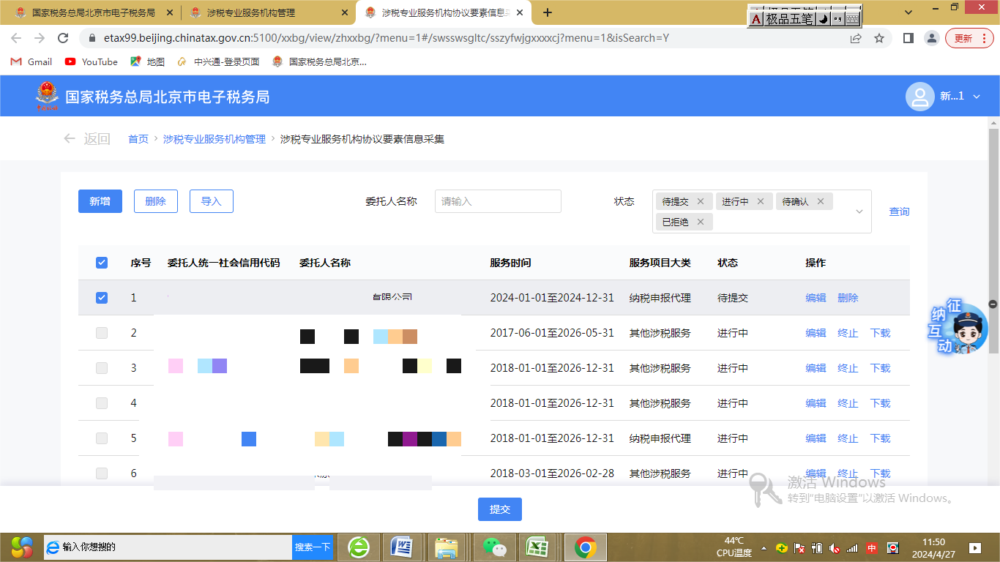 国家税务总局北京市电子税务局
涉税专业服务机构管理
涉税专业服务机构协议要素信息采
极品五笔
etax99.beijing.chinatax.gov.cn:5100/xxbg/view/zhxxbg/?menu=1#/swsswsgltc/sszyfwjgxxxxcj?menu=1&isSearch=Y
更新
Gmail
YouTube
地图
中兴通-登录页面
国家税务总局北京...
国家税务总局北京市电子税务局
新...1
返回
首页 > 涉税专业服务机构管理 > 涉税专业服务机构协议要素信息采集
新增 删除 导入 委托人名称 请输入 状态 待提交 进行中 待确认 查询
已拒绝
序号 委托人统一社会信用代码 委托人名称 服务时间 服务项目大类 状态 操作
1 有限公司 2024-01-01至2024-12-31 纳税申报代理 待提交 编辑 删除
2 2017-06-01至2026-05-31 其他涉税服务 进行中 编辑 终止 下载
3 2018-01-01至2026-12-31 其他涉税服务 进行中 编辑 终止 下载
4 2018-01-01至2026-12-31 其他涉税服务 进行中 编辑 终止 下载
5 2018-01-01至2026-12-31 纳税申报代理 进行中 编辑 终止 下载
6 2018-03-01至2026-02-28 其他涉税服务 进行中 编辑 终止 下载
征纳互动
激活 Windows
转到"电脑设置"以激活 Windows。
提交
输入你想搜的
搜索一下
44℃
CPU温度
中
11:50
2024/4/27